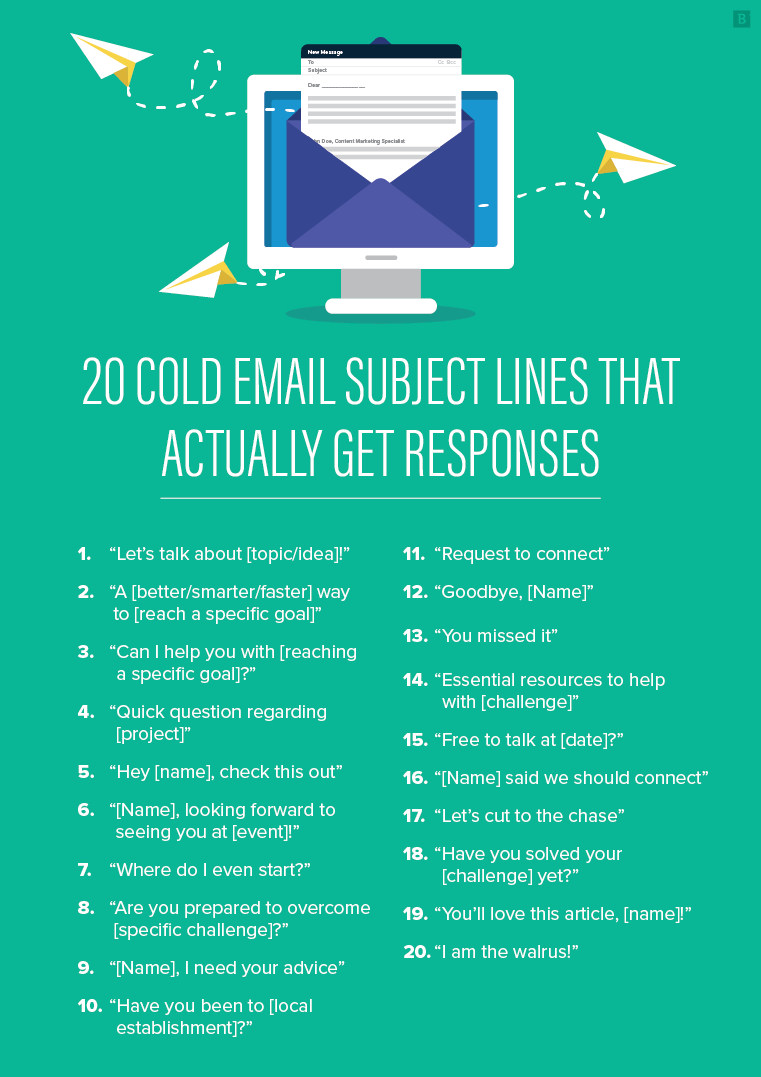 B
New Message
To
Cc Bcc
Subject
Dear
Doe, Content Marketing Specialist
20 COLD EMAIL SUBJECT LINES THAT
ACTUALLY GET RESPONSES
1. “Let’s talk about [topic/idea]!”
2. “A [better/smarter/faster] way
to [reach a specific goal]”
3. “Can I help you with [reaching
a specific goal]?”
4. “Quick question regarding
[project]”
5. “Hey [name], check this out”
6. “[Name], looking forward to
seeing you at [event]!”
7. “Where do I even start?”
8. “Are you prepared to overcome
[specific challenge]?”
9. “[Name], I need your advice”
10. “Have you been to [local
establishment]?”
11. “Request to connect”
12. “Goodbye, [Name]”
13. “You missed it”
14. “Essential resources to help
with [challenge]”
15. “Free to talk at [date]?”
16. “[Name] said we should connect”
17. “Let’s cut to the chase”
18. “Have you solved your
[challenge] yet?”
19. “You’ll love this article, [name]!”
20. “I am the walrus!”